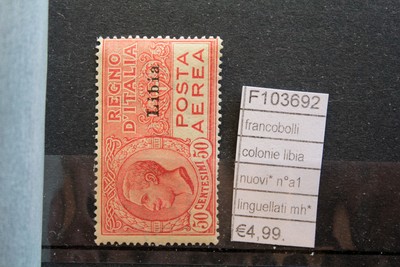 REGNO
D'ITALIA
Libia
POSTA
AEREA
50 CENTESIMI 50
F103692
francobolli
colonie libia
nuovi* n°a1
linguellati mh*
€4,99.